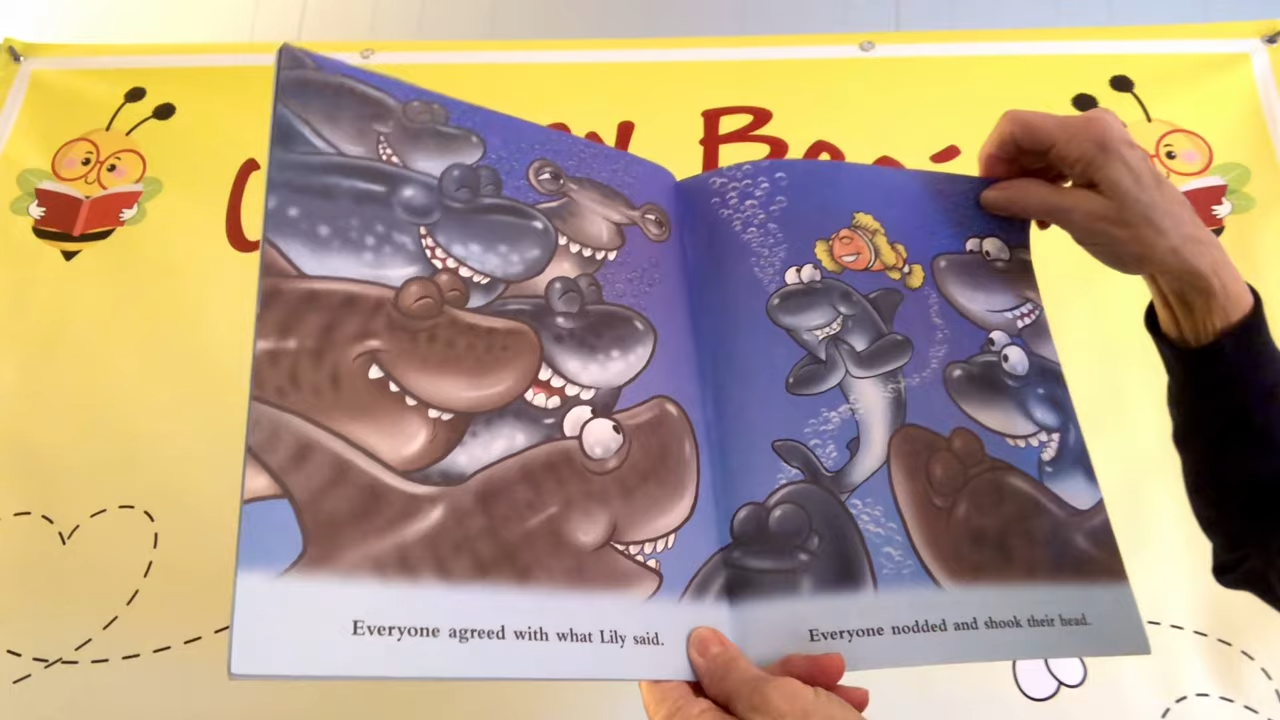 Everyone agreed with what Lily said.
Everyone nodded and shook their head.